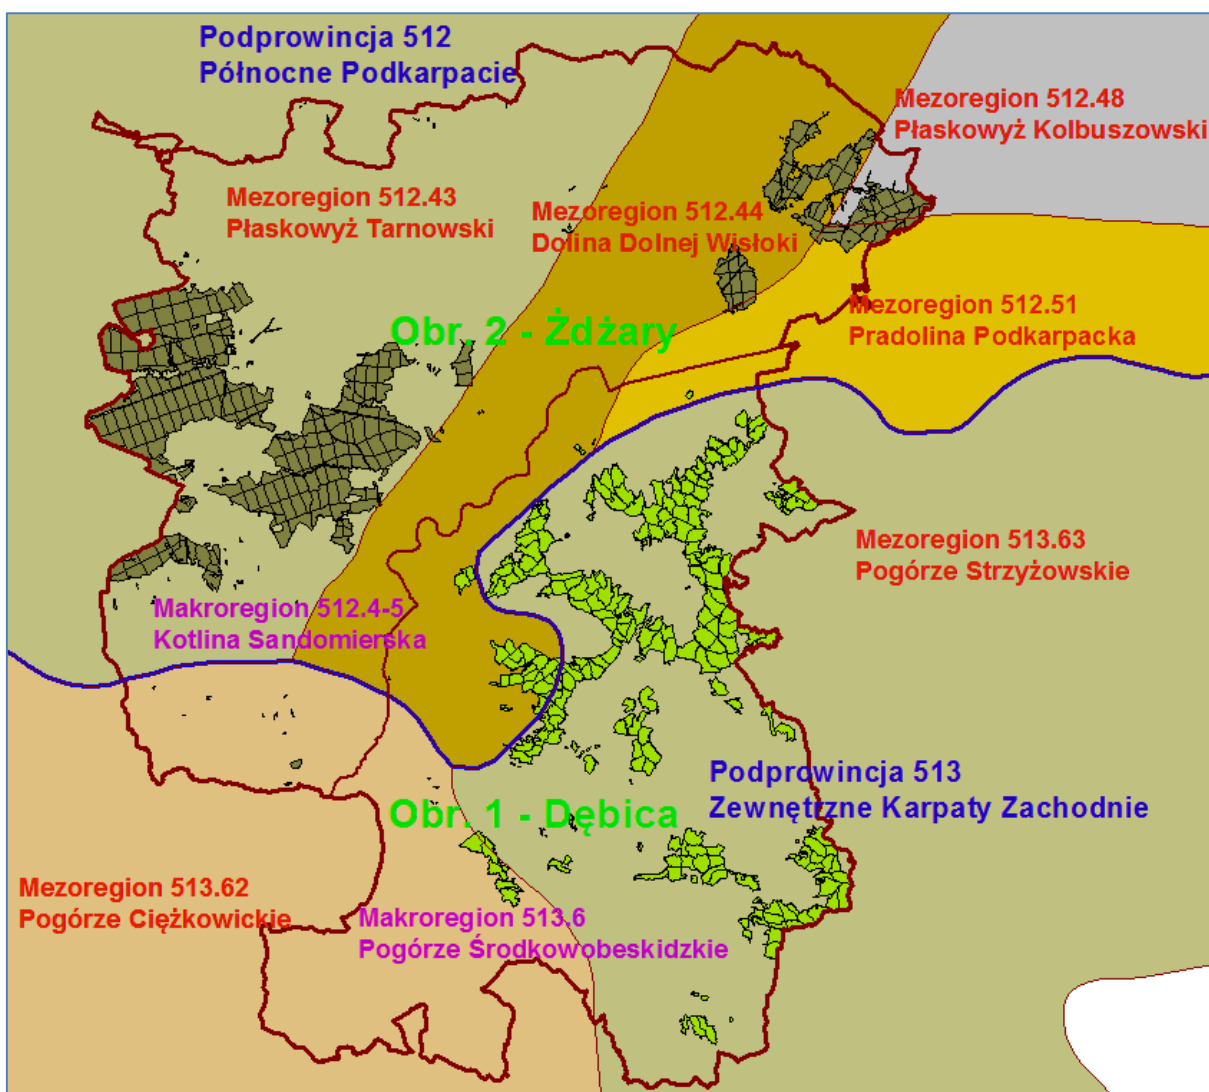 Podprowincja 512
Północne Podkarpacie
Mezoregion 512.48
Płaskowyż Kolbuszowski
Mezoregion 512.43
Płaskowyż Tarnowski
Mezoregion 512.44
Dolina Dolnej Wisłoki
Mezoregion 512.51
Pradolina Podkarpacka
Obr. 2 - Żdżary
Mezoregion 513.63
Pogórze Strzyżowskie
Makroregion 512.4-5
Kotlina Sandomierska
Podprowincja 513
Zewnętrzne Karpaty Zachodnie
Obr. 1 - Dębica
Mezoregion 513.62
Pogórze Ciężkowickie
Makroregion 513.6
Pogórze Środkowobeskidzkie